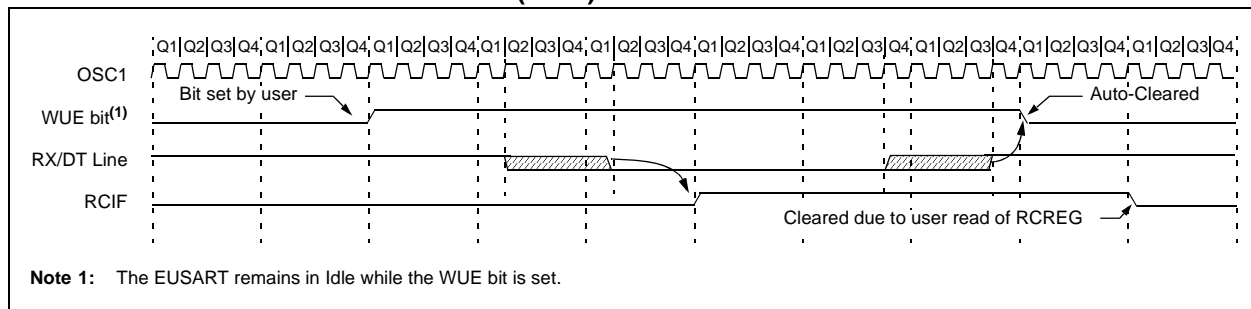 Q1 Q2 Q3 Q4 Q1 Q2 Q3 Q4 Q1 Q2 Q3 Q4 Q1 Q2 Q3 Q4 Q1 Q2 Q3 Q4 Q1 Q2 Q3 Q4 Q1 Q2 Q3 Q4 Q1 Q2 Q3 Q4 Q1 Q2 Q3 Q4 Q1 Q2 Q3 Q4
OSC1
Bit set by user
Auto-Cleared
WUE bit(1)
RX/DT Line
RCIF
Cleared due to user read of RCREG
Note 1: The EUSART remains in Idle while the WUE bit is set.